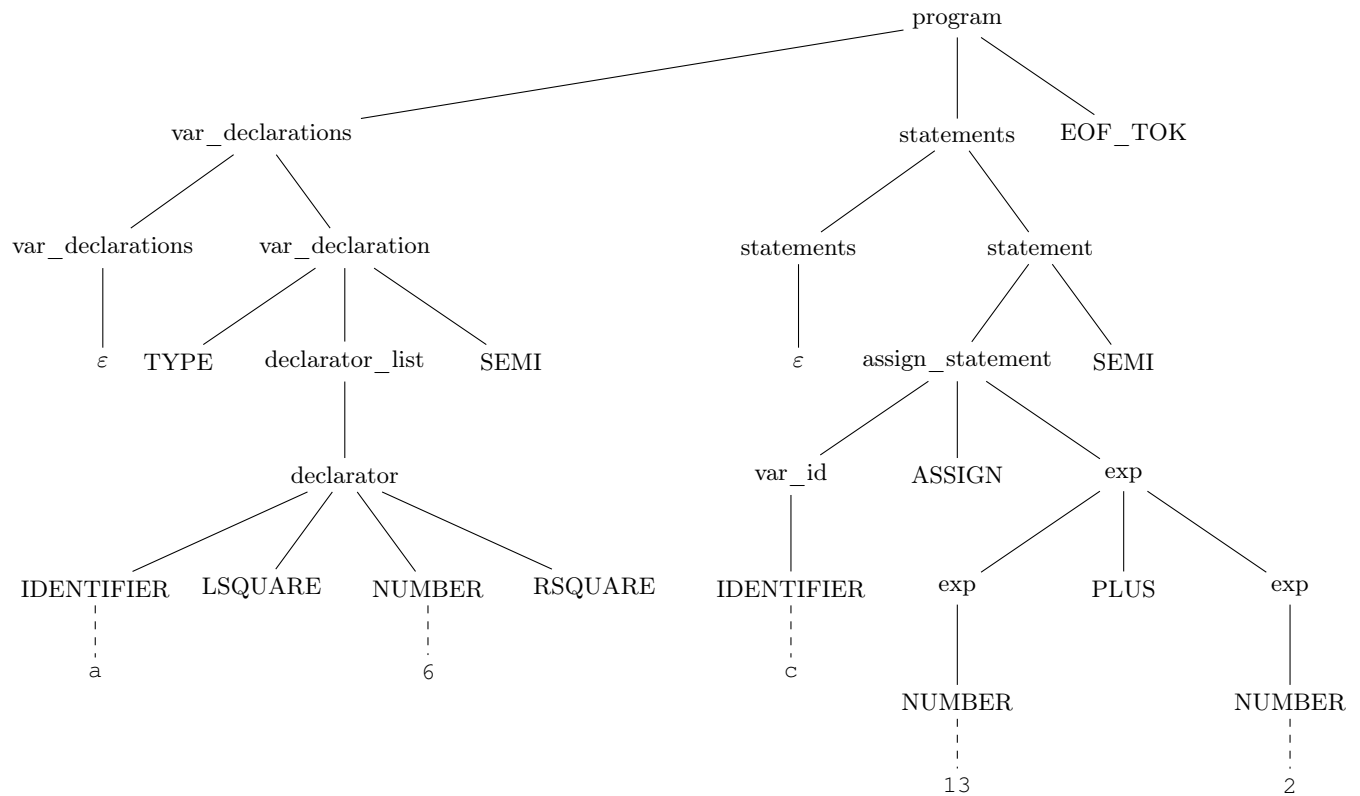 program
var_declarations statements EOF_TOK
var_declarations var_declaration statements statement
ε TYPE declarator_list SEMI ε assign_statement SEMI
declarator var_id ASSIGN exp
IDENTIFIER LSQUARE NUMBER RSQUARE IDENTIFIER exp PLUS exp
a 6 c
NUMBER NUMBER
13 2